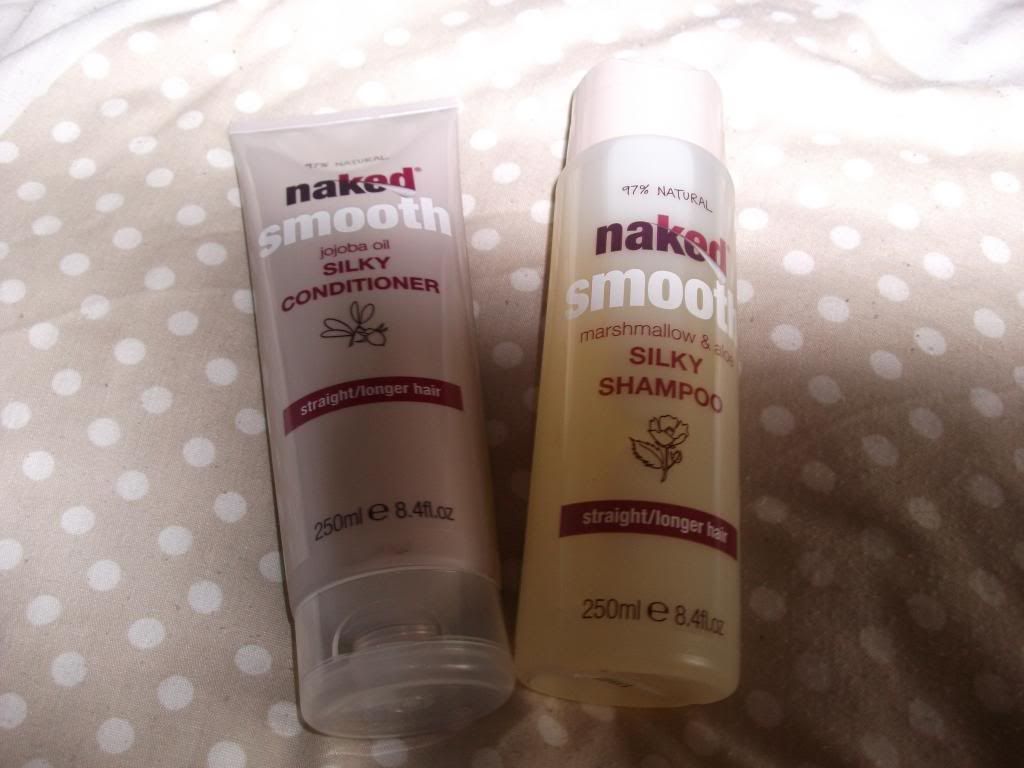 97% NATURAL
naked
smooth
jojoba oil
SILKY
CONDITIONER
straight/longer hair
250ml e 8.4fl.oz
97% NATURAL
naked
smooth
marshmallow & aloe
SILKY
SHAMPOO
straight/longer hair
250ml e 8.4fl.oz